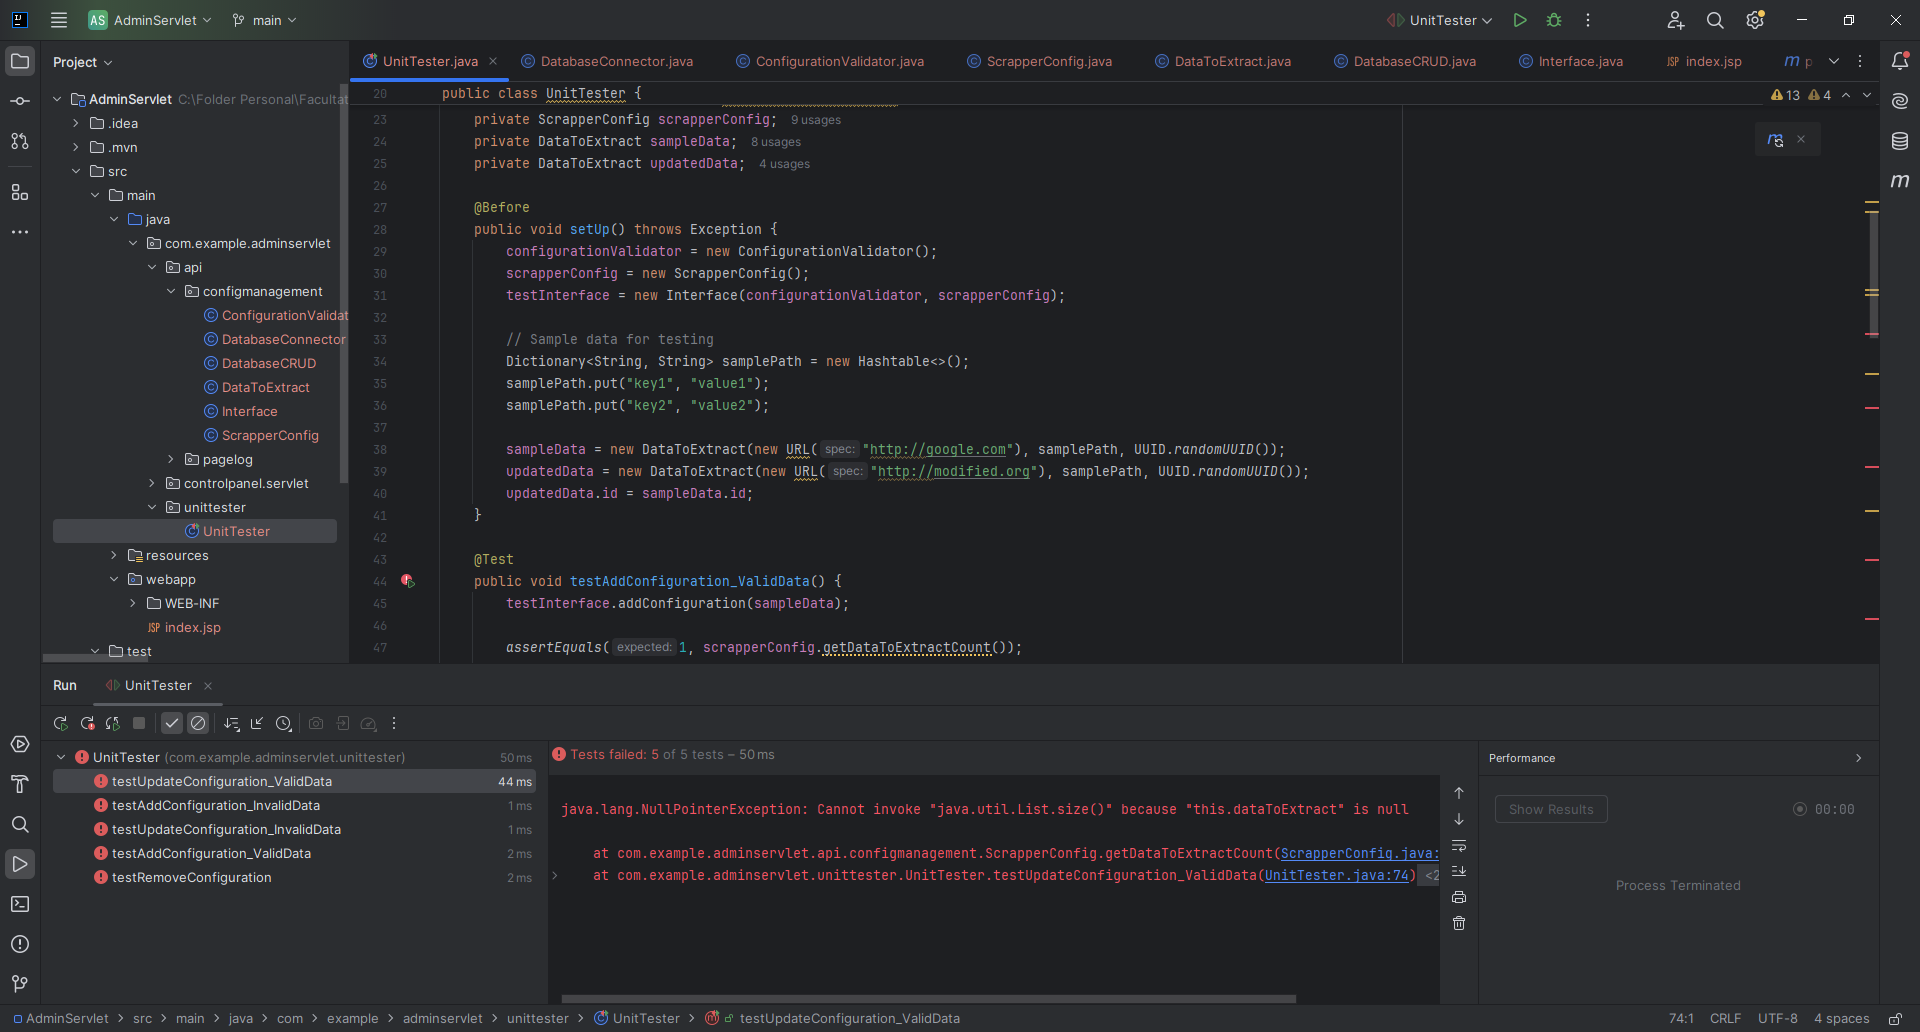 AS AdminServlet main UnitTester
Project
UnitTester.java DatabaseConnector.java ConfigurationValidator.java ScrapperConfig.java DataToExtract.java DatabaseCRUD.java Interface.java JSP index.jsp m p
AdminServlet C:\Folder Personal\Facultat
.idea
.mvn
src
main
java
com.example.adminservlet
api
configmanagement
ConfigurationValidat
DatabaseConnector
DatabaseCRUD
DataToExtract
Interface
ScrapperConfig
pagelog
controlpanel.servlet
unittester
UnitTester
resources
webapp
WEB-INF
JSP index.jsp
test
20 public class UnitTester {
13 4
23 private ScrapperConfig scrapperConfig; 9 usages
24 private DataToExtract sampleData; 8 usages
25 private DataToExtract updatedData; 4 usages
26
27 @Before
28 public void setUp() throws Exception {
29 configurationValidator = new ConfigurationValidator();
30 scrapperConfig = new ScrapperConfig();
31 testInterface = new Interface(configurationValidator, scrapperConfig);
32
33 // Sample data for testing
34 Dictionary<String, String> samplePath = new Hashtable<>();
35 samplePath.put("key1", "value1");
36 samplePath.put("key2", "value2");
37
38 sampleData = new DataToExtract(new URL( spec: "http://google.com"), samplePath, UUID.randomUUID());
39 updatedData = new DataToExtract(new URL( spec: "http://modified.org"), samplePath, UUID.randomUUID());
40 updatedData.id = sampleData.id;
41 }
42
43 @Test
44 public void testAddConfiguration_ValidData() {
45 testInterface.addConfiguration(sampleData);
46
47 assertEquals( expected: 1, scrapperConfig.getDataToExtractCount());
Run UnitTester
UnitTester (com.example.adminservlet.unittester) 50 ms
testUpdateConfiguration_ValidData 44 ms
testAddConfiguration_InvalidData 1 ms
testUpdateConfiguration_InvalidData 1 ms
testAddConfiguration_ValidData 2 ms
testRemoveConfiguration 2 ms
Tests failed: 5 of 5 tests – 50 ms
java.lang.NullPointerException: Cannot invoke "java.util.List.size()" because "this.dataToExtract" is null
at com.example.adminservlet.api.configmanagement.ScrapperConfig.getDataToExtractCount(ScrapperConfig.java:
at com.example.adminservlet.unittester.UnitTester.testUpdateConfiguration_ValidData(UnitTester.java:74) <2
Performance
Show Results 00:00
Process Terminated
AdminServlet > src > main > java > com > example > adminservlet > unittester > UnitTester > testUpdateConfiguration_ValidData 74:1 CRLF UTF-8 4 spaces